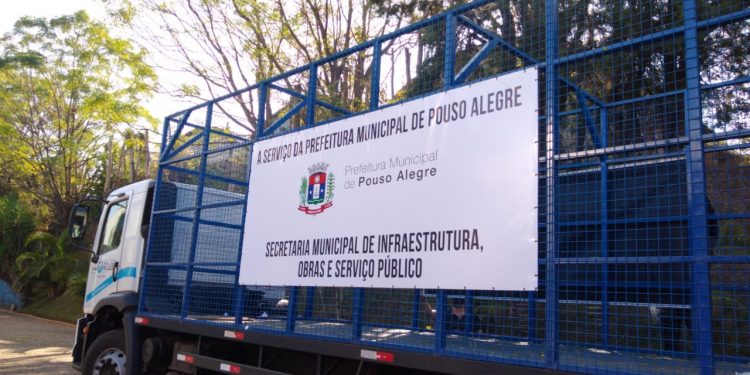 A SERVIÇO DA PREFEITURA MUNICIPAL DE POUSO ALEGRE
Prefeitura Municipal
de Pouso Alegre
SECRETARIA MUNICIPAL DE INFRAESTRUTURA,
OBRAS E SERVIÇO PÚBLICO